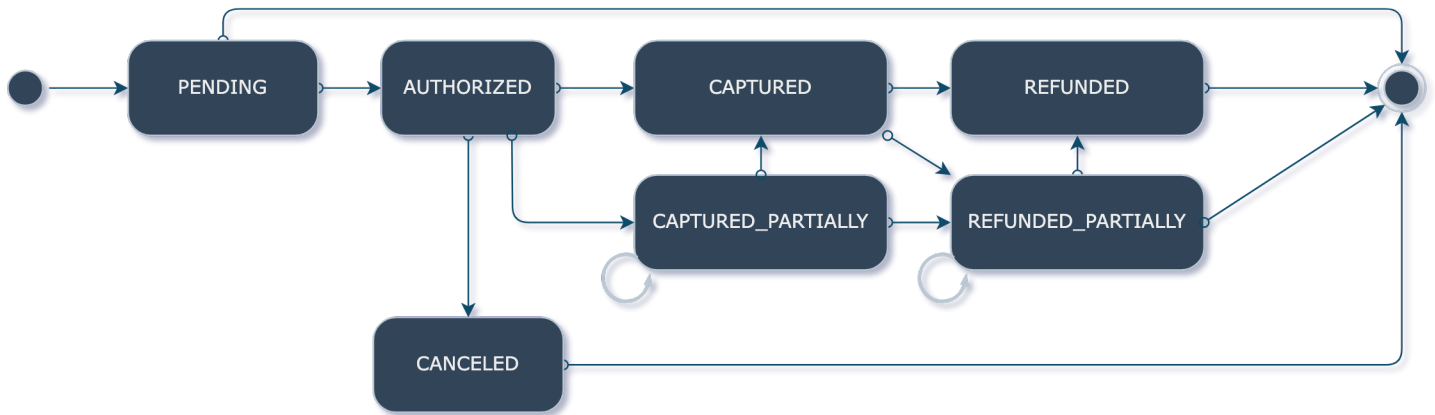 PENDING
AUTHORIZED
CAPTURED
REFUNDED
CAPTURED_PARTIALLY
REFUNDED_PARTIALLY
CANCELED